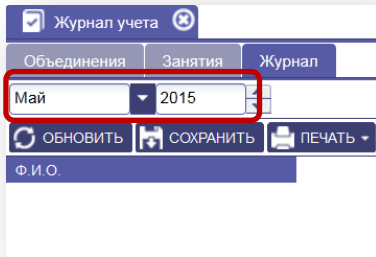 Журнал учета
Объединения Занятия Журнал
Май 2015
ОБНОВИТЬ СОХРАНИТЬ ПЕЧАТЬ
Ф.И.О.